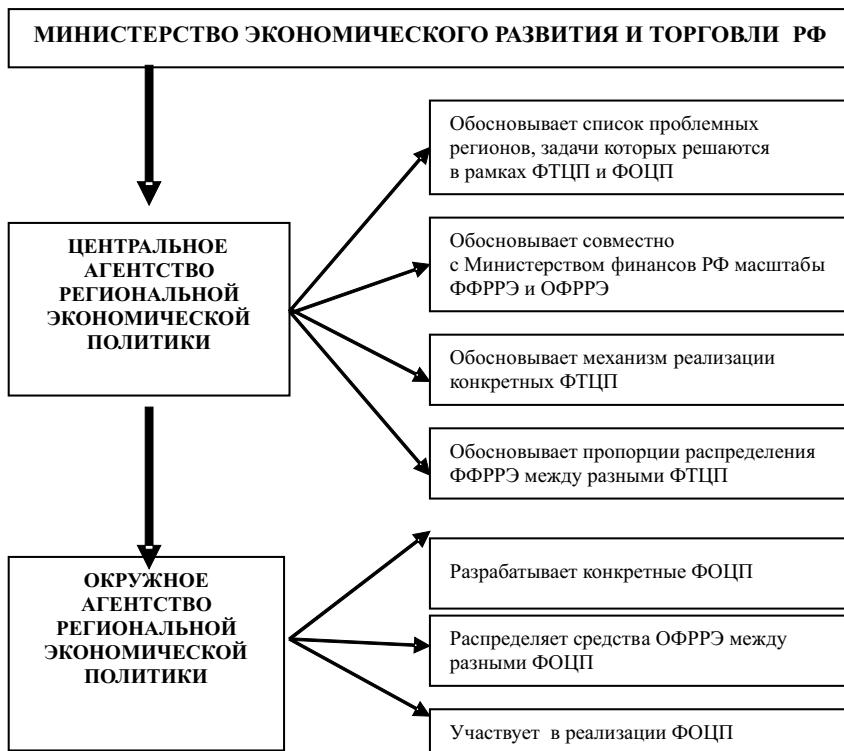 МИНИСТЕРСТВО ЭКОНОМИЧЕСКОГО РАЗВИТИЯ И ТОРГОВЛИ РФ
Обосновывает список проблемных
регионов, задачи которых решаются
в рамках ФТЦП и ФОЦП
ЦЕНТРАЛЬНОЕ
АГЕНТСТВО
РЕГИОНАЛЬНОЙ
ЭКОНОМИЧЕСКОЙ
ПОЛИТИКИ
Обосновывает совместно
с Министерством финансов РФ масштабы
ФФРРЭ и ОФРРЭ
Обосновывает механизм реализации
конкретных ФТЦП
Обосновывает пропорции распределения
ФФРРЭ между разными ФТЦП
ОКРУЖНОЕ
АГЕНТСТВО
РЕГИОНАЛЬНОЙ
ЭКОНОМИЧЕСКОЙ
ПОЛИТИКИ
Разрабатывает конкретные ФОЦП
Распределяет средства ОФРРЭ между
разными ФОЦП
Участвует в реализации ФОЦП